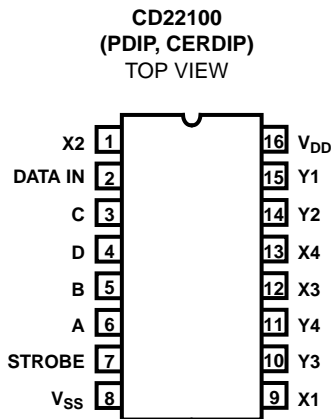 CD22100
(PDIP, CERDIP)
TOP VIEW
X2 1 16 VDD
DATA IN 2 15 Y1
C 3 14 Y2
D 4 13 X4
B 5 12 X3
A 6 11 Y4
STROBE 7 10 Y3
VSS 8 9 X1